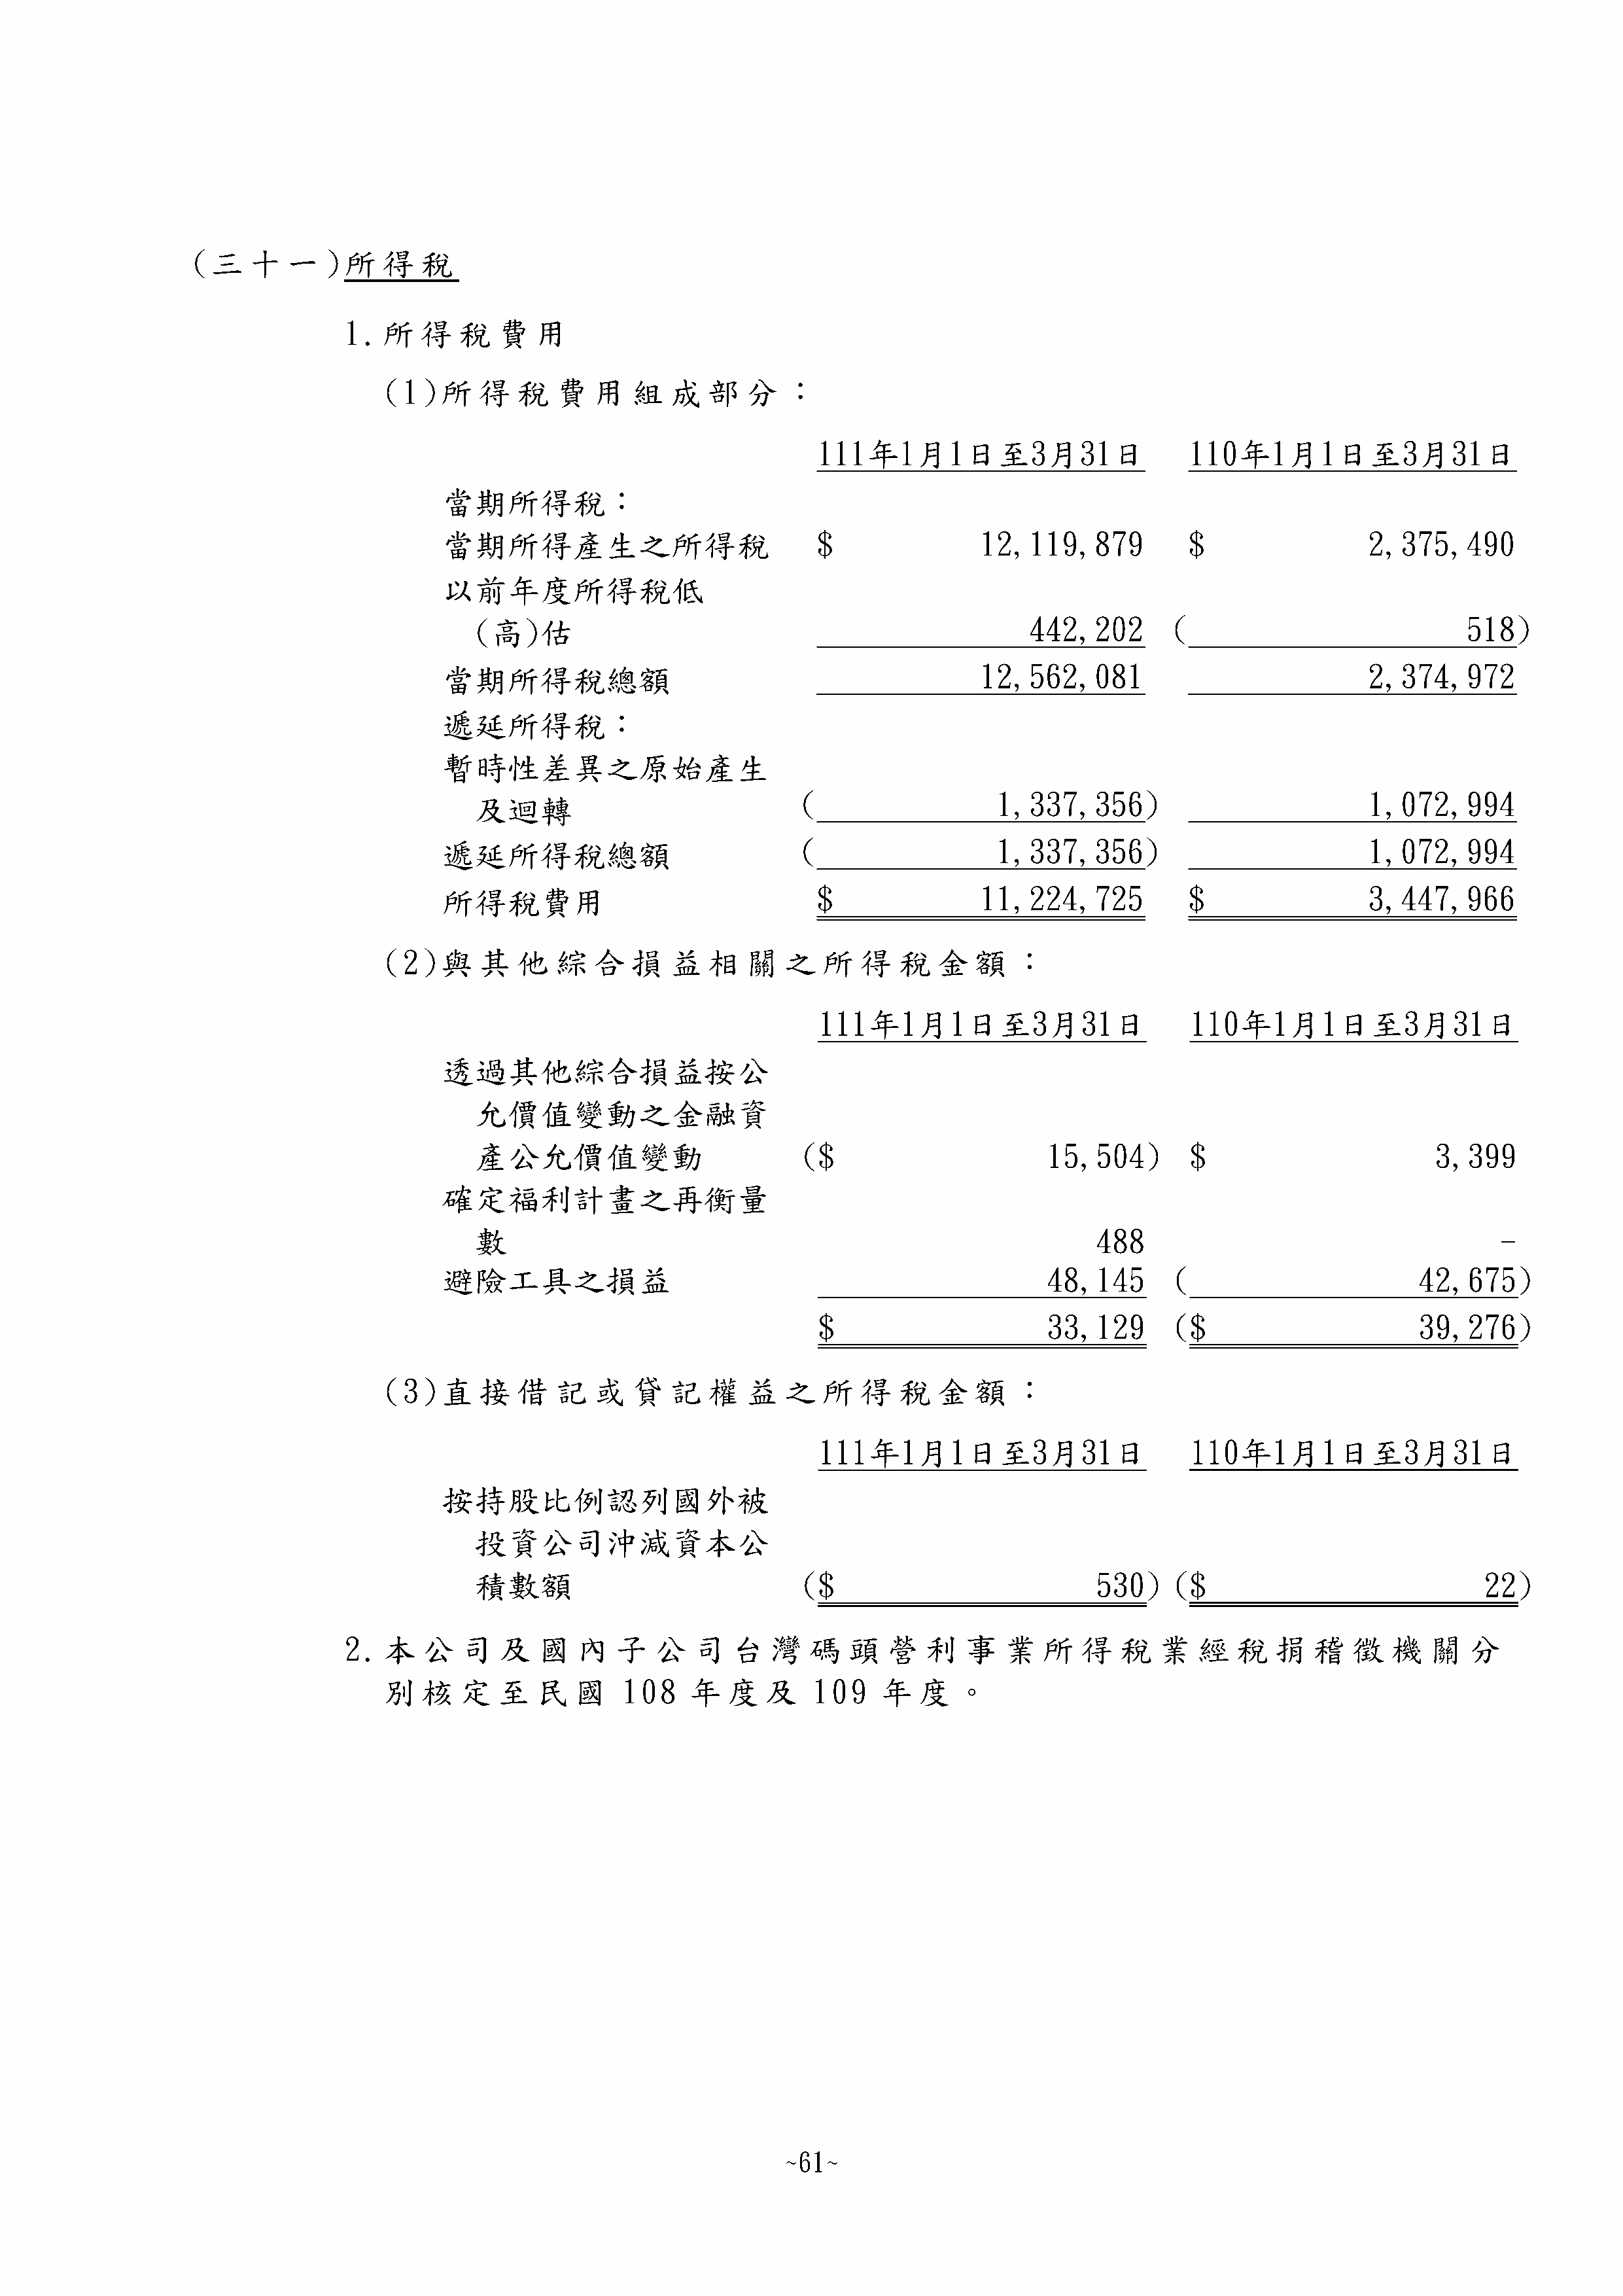 (三十一)所得稅
1.所得稅費用
(1)所得稅費用組成部分：
111年1月1日至3月31日 110年1月1日至3月31日
當期所得稅：
當期所得產生之所得稅 $ 12,119,879 $ 2,375,490
以前年度所得稅低
(高)估 442,202 ( 518)
當期所得稅總額 12,562,081 2,374,972
遞延所得稅：
暫時性差異之原始產生
及迴轉 ( 1,337,356) 1,072,994
遞延所得稅總額 ( 1,337,356) 1,072,994
所得稅費用 $ 11,224,725 $ 3,447,966
(2)與其他綜合損益相關之所得稅金額：
111年1月1日至3月31日 110年1月1日至3月31日
透過其他綜合損益按公
允價值變動之金融資
產公允價值變動 ($ 15,504) $ 3,399
確定福利計畫之再衡量
數 488 -
避險工具之損益 48,145 ( 42,675)
$ 33,129 ($ 39,276)
(3)直接借記或貸記權益之所得稅金額：
111年1月1日至3月31日 110年1月1日至3月31日
按持股比例認列國外被
投資公司沖減資本公
積數額 ($ 530) ($ 22)
2.本公司及國內子公司台灣碼頭營利事業所得稅業經稅捐稽徵機關分
別核定至民國 108 年度及 109 年度。
~61~